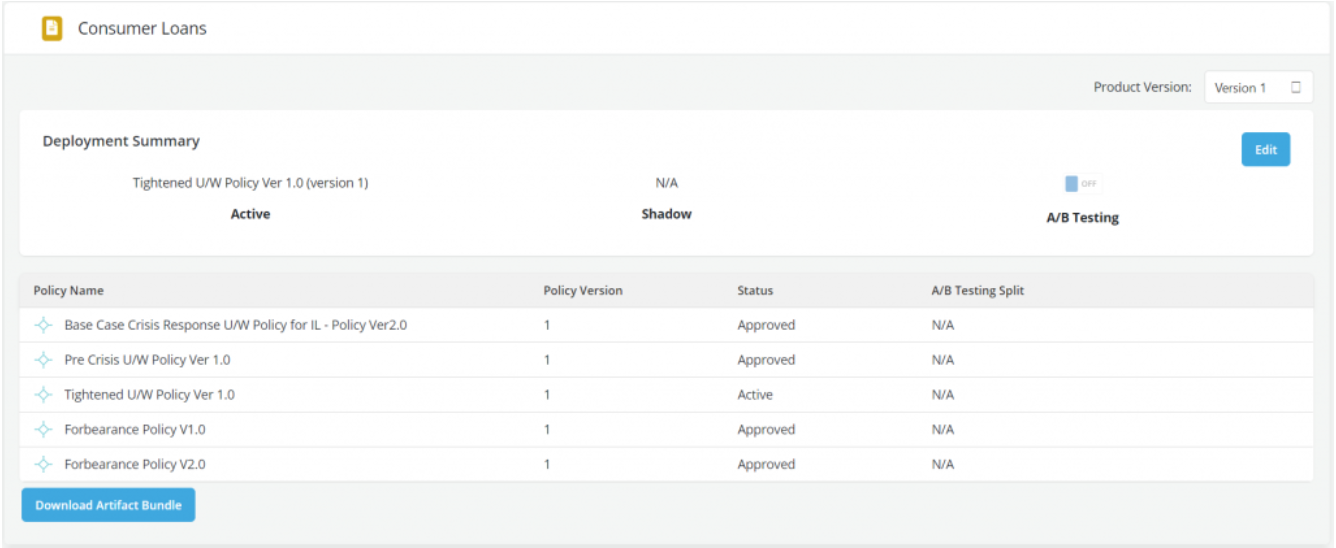 Consumer Loans
Product Version: Version 1
Deployment Summary
Edit
Tightened U/W Policy Ver 1.0 (version 1) N/A OFF
Active Shadow A/B Testing
Policy Name Policy Version Status A/B Testing Split
Base Case Crisis Response U/W Policy for IL - Policy Ver2.0 1 Approved N/A
Pre Crisis U/W Policy Ver 1.0 1 Approved N/A
Tightened U/W Policy Ver 1.0 1 Active N/A
Forbearance Policy V1.0 1 Approved N/A
Forbearance Policy V2.0 1 Approved N/A
Download Artifact Bundle